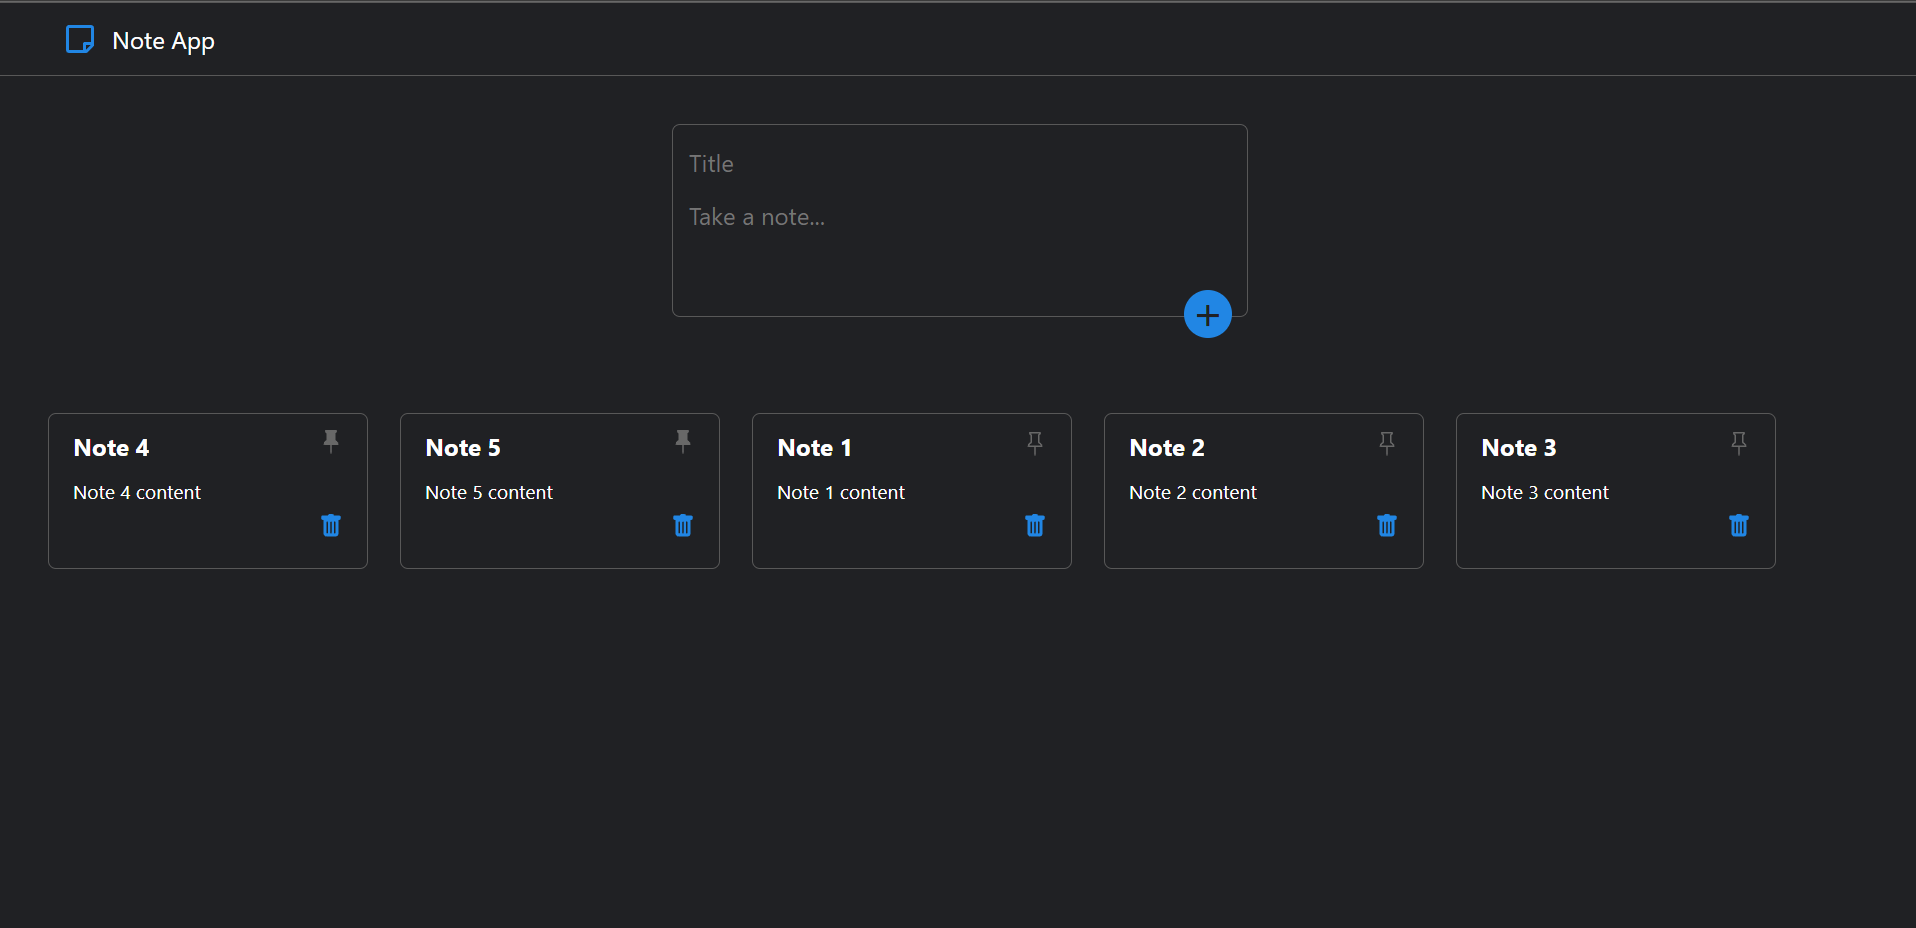 Note App
Title
Take a note...
Note 4
Note 4 content
Note 5
Note 5 content
Note 1
Note 1 content
Note 2
Note 2 content
Note 3
Note 3 content